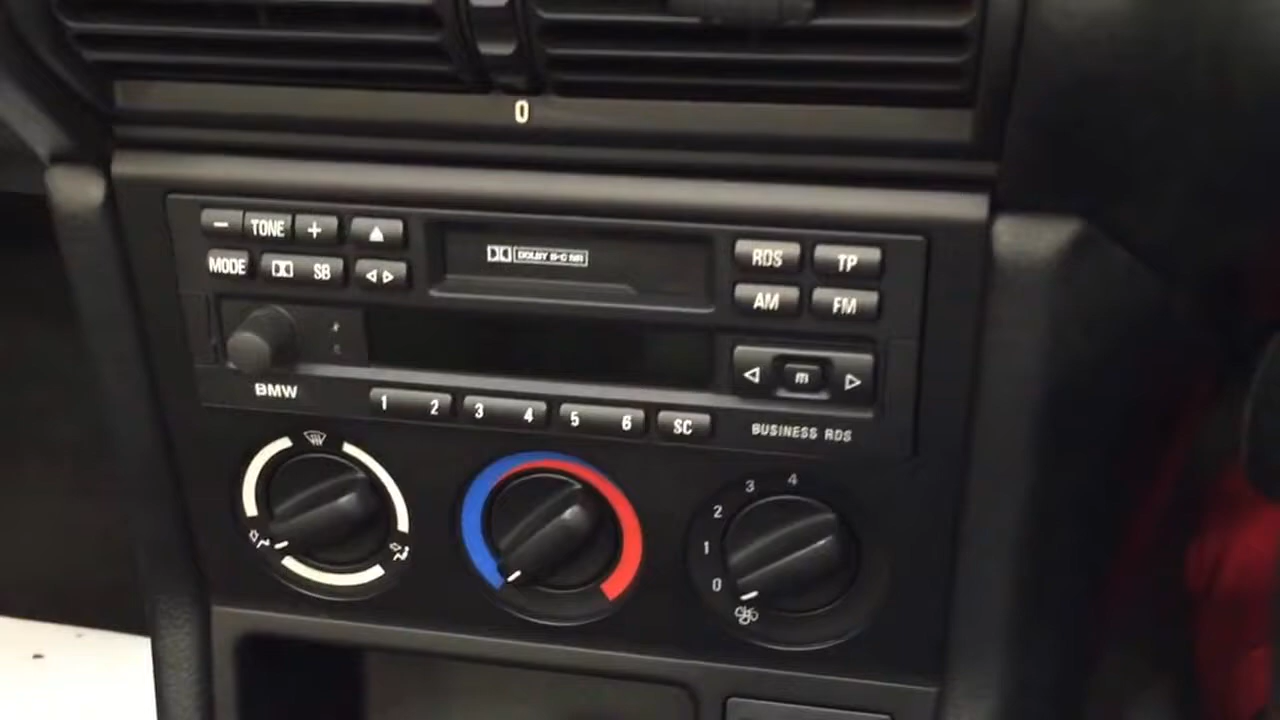 0
− TONE +
MODE SB
DOLBY B-C NR
RDS TP
AM FM
m
BMW
1 2 3 4 5 6 SC
BUSINESS RDS
0 1 2 3 4